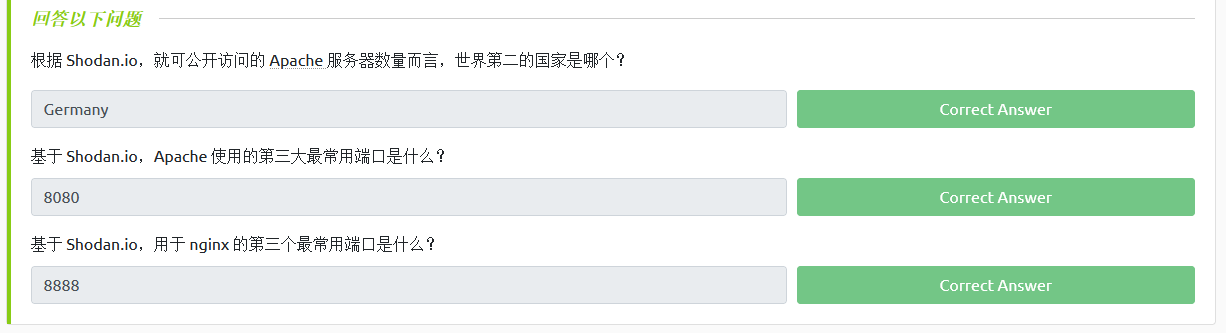 回答以下问题
根据 Shodan.io，就可公开访问的 Apache 服务器数量而言，世界第二的国家是哪个？
Germany
Correct Answer
基于 Shodan.io，Apache 使用的第三大最常用端口是什么？
8080
Correct Answer
基于 Shodan.io，用于 nginx 的第三个最常用端口是什么？
8888
Correct Answer